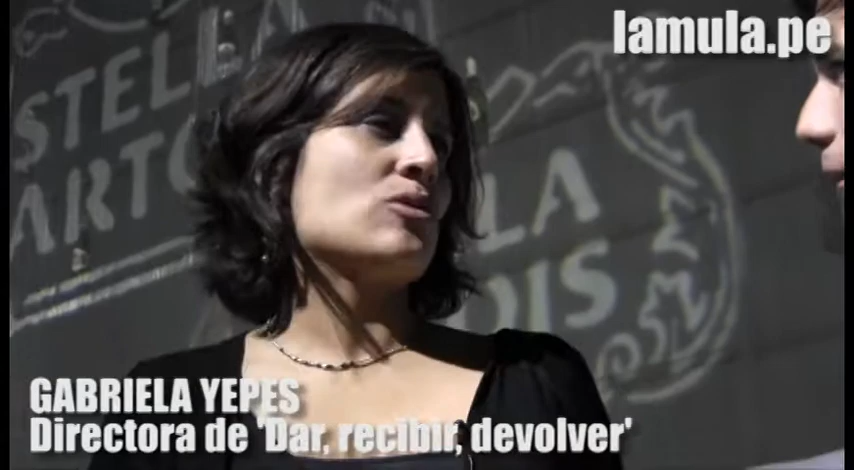 lamula.pe
STELLA
ARTOIS
GABRIELA YEPES
Directora de 'Dar, recibir, devolver'